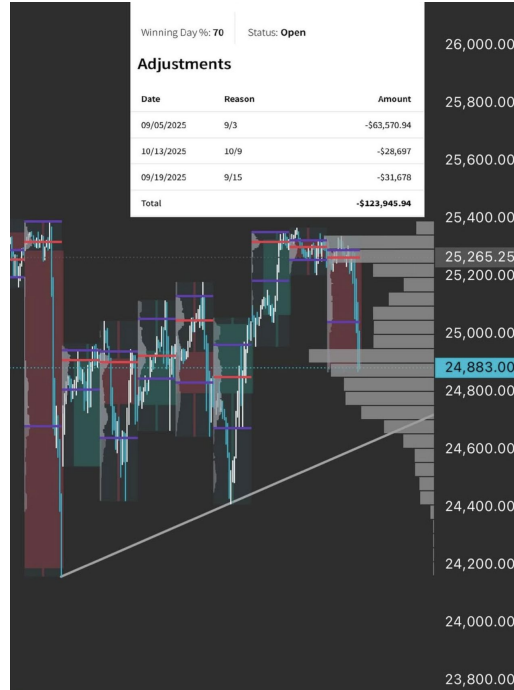 Winning Day %: 70 Status: Open
Adjustments
Date Reason Amount
09/05/2025 9/3 -$63,570.94
10/13/2025 10/9 -$28,697
09/19/2025 9/15 -$31,678
Total -$123,945.94
26,000.00
25,800.00
25,600.00
25,400.00
25,265.25
25,200.00
25,000.00
24,883.00
24,800.00
24,600.00
24,400.00
24,200.00
24,000.00
23,800.00